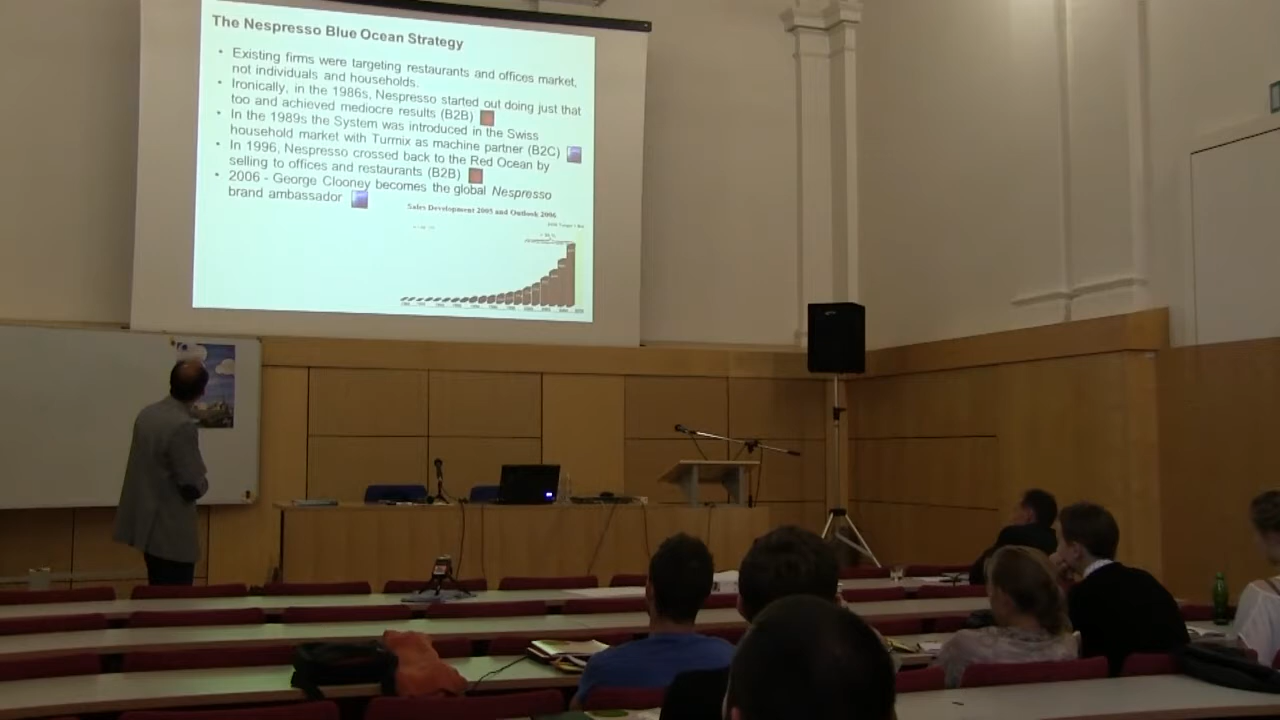 The Nespresso Blue Ocean Strategy
• Existing firms were targeting restaurants and offices market,
not individuals and households.
• Ironically, in the 1986s, Nespresso started out doing just that
too and achieved mediocre results (B2B)
• In the 1989s the System was introduced in the Swiss
household market with Turmix as machine partner (B2C)
• In 1996, Nespresso crossed back to the Red Ocean by
selling to offices and restaurants (B2B)
• 2006 - George Clooney becomes the global Nespresso
brand ambassador
Sales Development 2005 and Outlook 2006